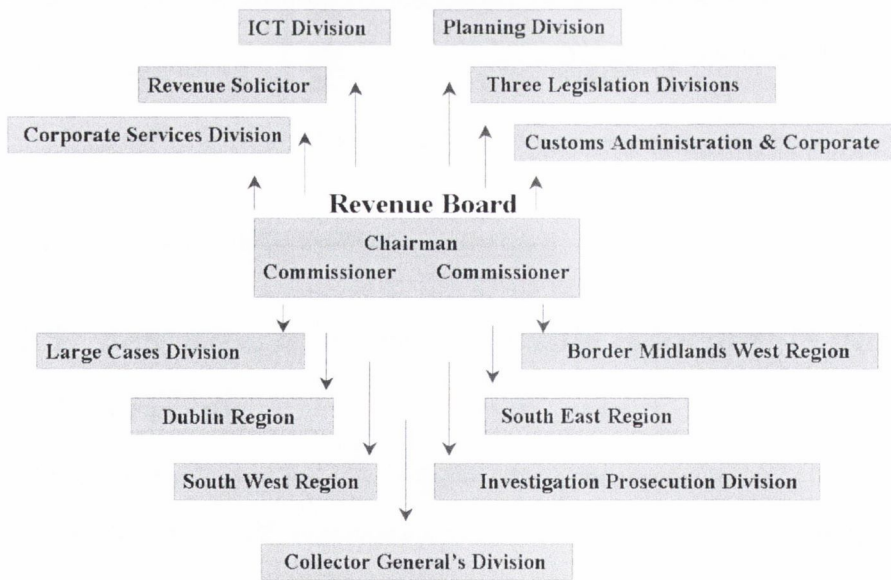 ICT Division
Planning Division
Revenue Solicitor
Three Legislation Divisions
Corporate Services Division
Customs Administration & Corporate
Revenue Board
Chairman
Commissioner Commissioner
Large Cases Division
Border Midlands West Region
Dublin Region
South East Region
South West Region
Investigation Prosecution Division
Collector General's Division